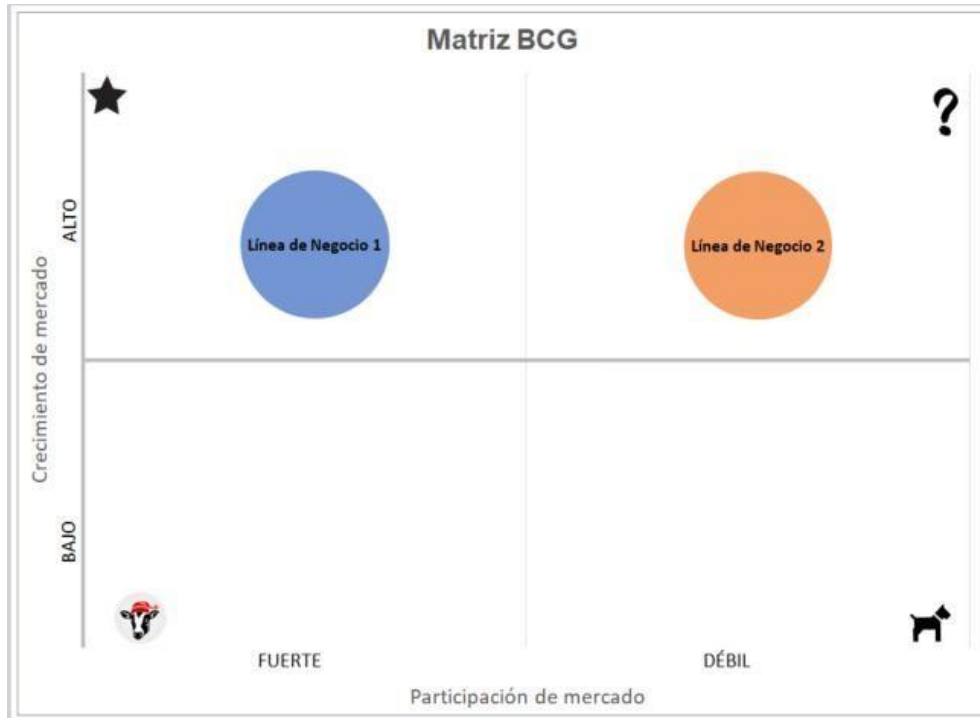 Matriz BCG
ALTO
Línea de Negocio 1
Línea de Negocio 2
Crecimiento de mercado
BAJO
FUERTE
DÉBIL
Participación de mercado